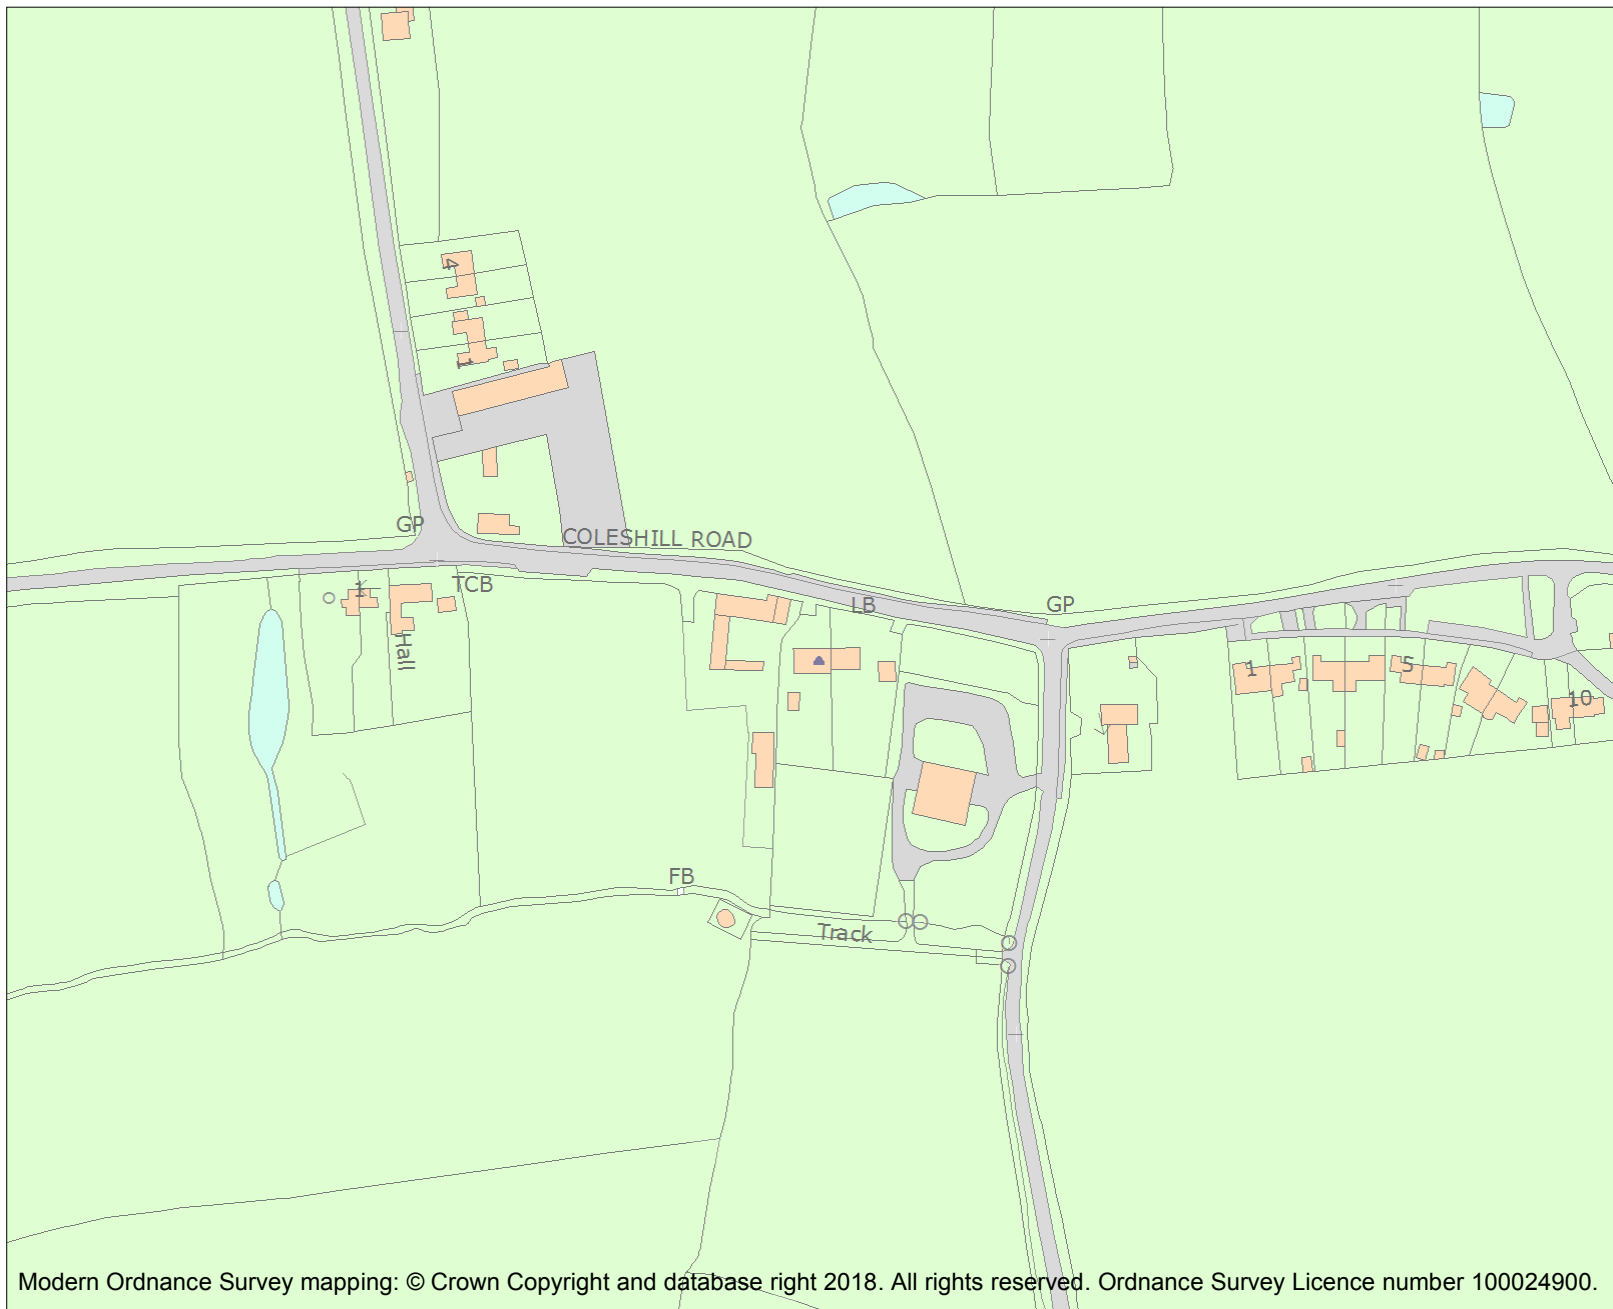 4
1
GP
COLESHILL ROAD
1
TCB
LB
GP
Hall
1
5
10
FB
Track
Modern Ordnance Survey mapping: © Crown Copyright and database right 2018. All rights reserved. Ordnance Survey Licence number 100024900.